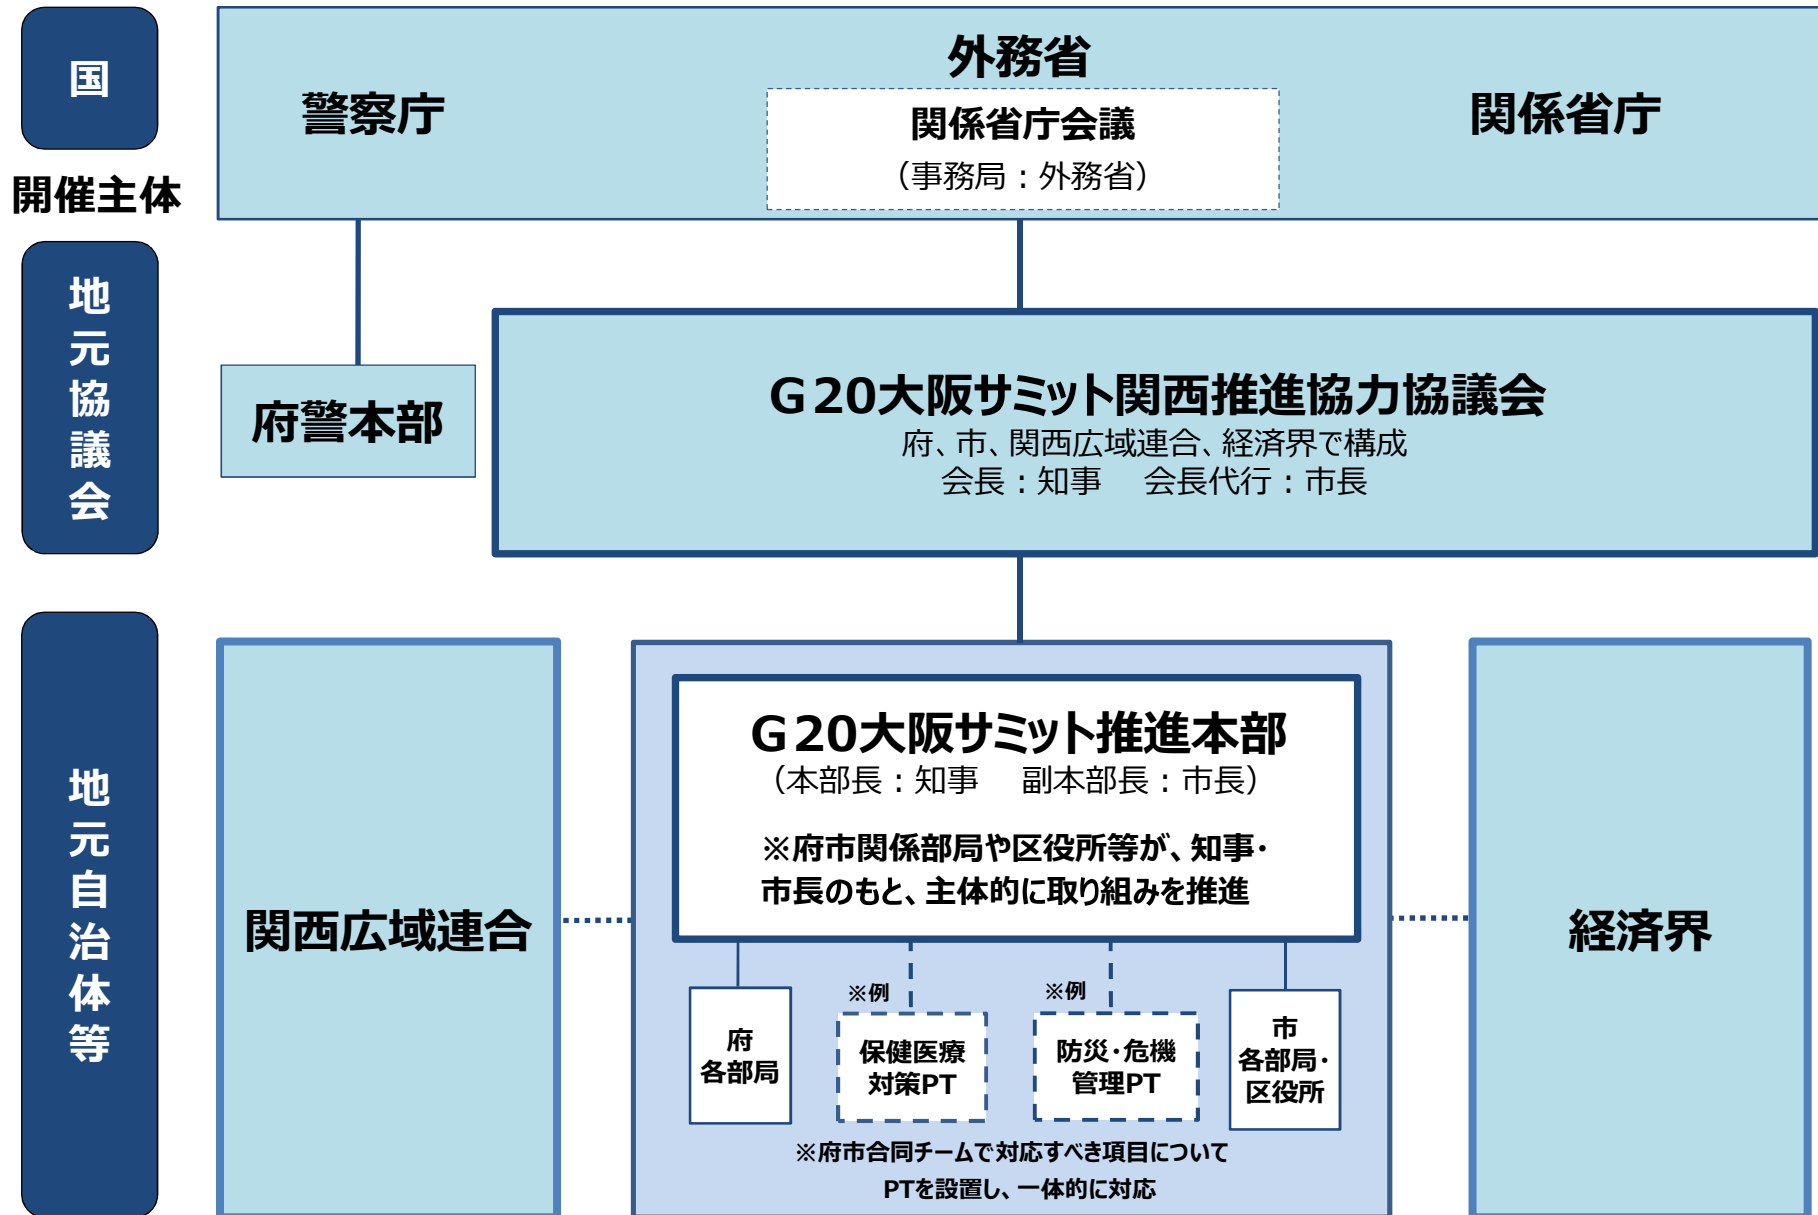 国
開催主体
警察庁
外務省
関係省庁会議
（事務局：外務省）
関係省庁
地元協議会
府警本部
Ｇ20大阪サミット関西推進協力協議会
府、市、関西広域連合、経済界で構成
会長：知事　会長代行：市長
地元自治体等
関西広域連合
Ｇ20大阪サミット推進本部
（本部長：知事　副本部長：市長）
※府市関係部局や区役所等が、知事・
市長のもと、主体的に取り組みを推進
府
各部局
※例
保健医療
対策PT
※例
防災・危機
管理PT
市
各部局・
区役所
※府市合同チームで対応すべき項目について
PTを設置し、一体的に対応
経済界